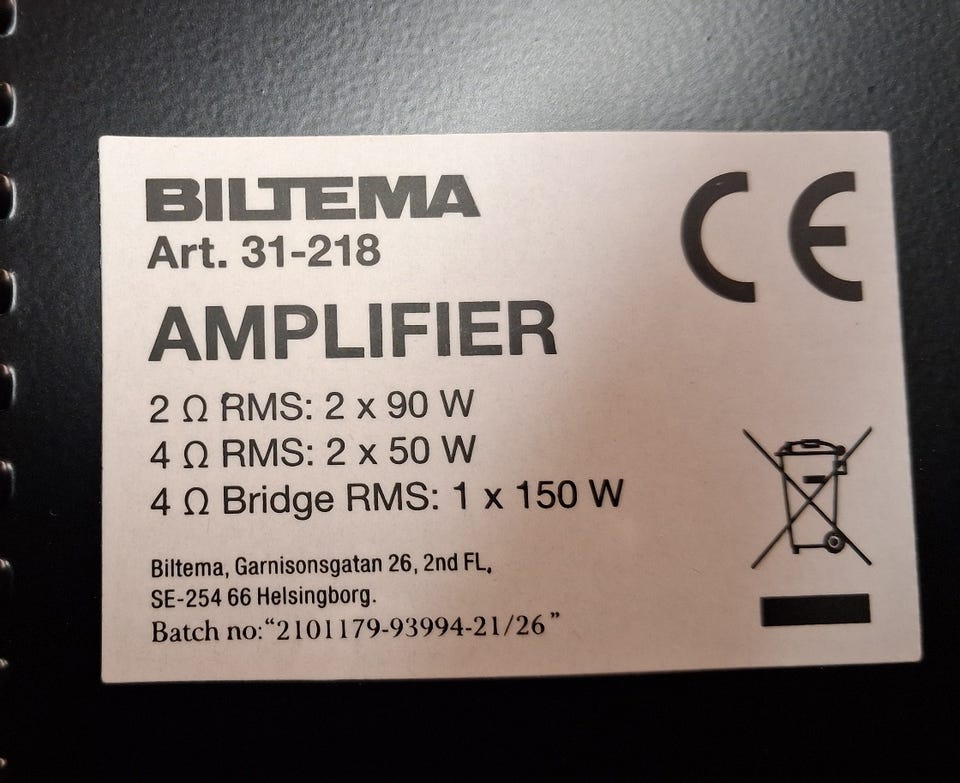 BILTEMA
Art. 31-218
CE
AMPLIFIER
2 Ω RMS: 2 x 90 W
4 Ω RMS: 2 x 50 W
4 Ω Bridge RMS: 1 x 150 W
Biltema, Garnisonsgatan 26, 2nd FL,
SE-254 66 Helsingborg.
Batch no:“2101179-93994-21/26”